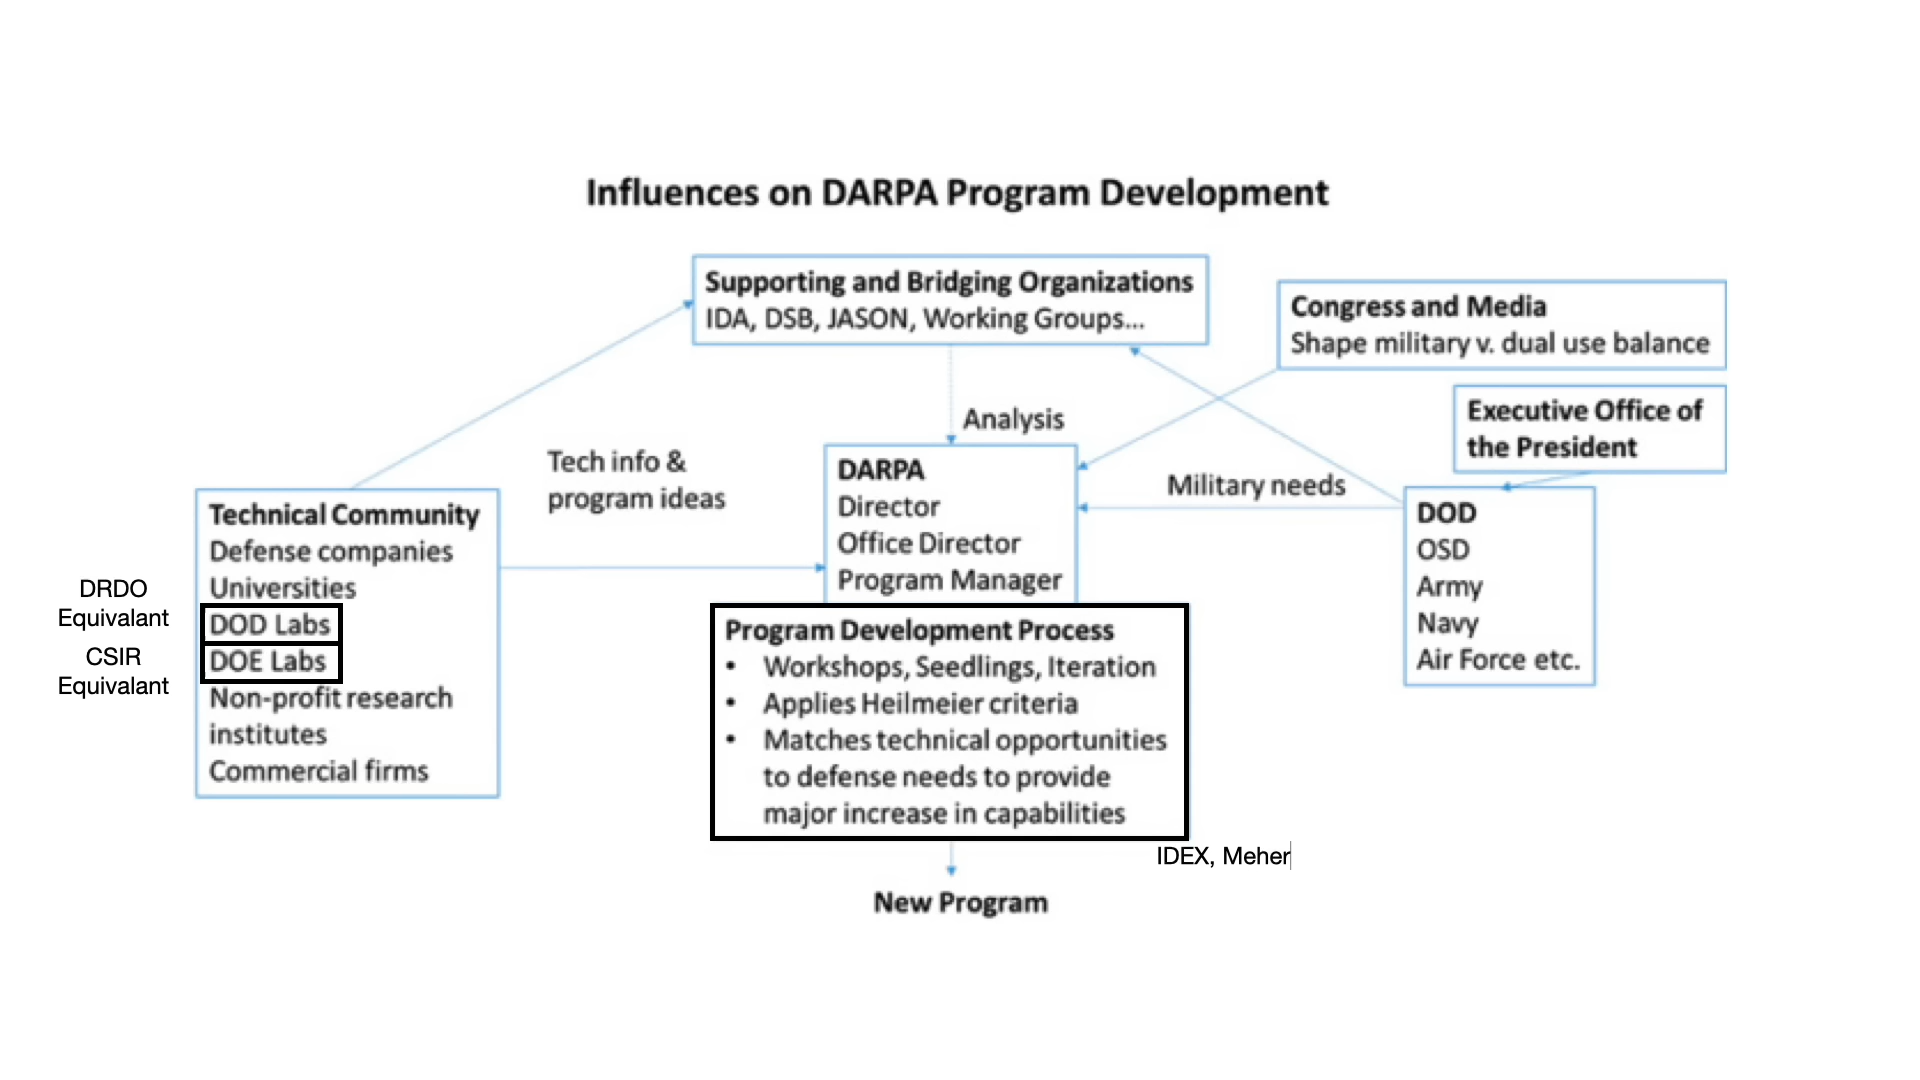 Influences on DARPA Program Development
Supporting and Bridging Organizations
IDA, DSB, JASON, Working Groups...
Congress and Media
Shape military v. dual use balance
Executive Office of
the President
Analysis
Tech info &
program ideas
Military needs
DARPA
Director
Office Director
Program Manager
Technical Community
Defense companies
Universities
DOD Labs
DOE Labs
Non-profit research
institutes
Commercial firms
DRDO
Equivalant
CSIR
Equivalant
DOD
OSD
Army
Navy
Air Force etc.
Program Development Process
• Workshops, Seedlings, Iteration
• Applies Heilmeier criteria
• Matches technical opportunities
to defense needs to provide
major increase in capabilities
IDEX, Meher
New Program